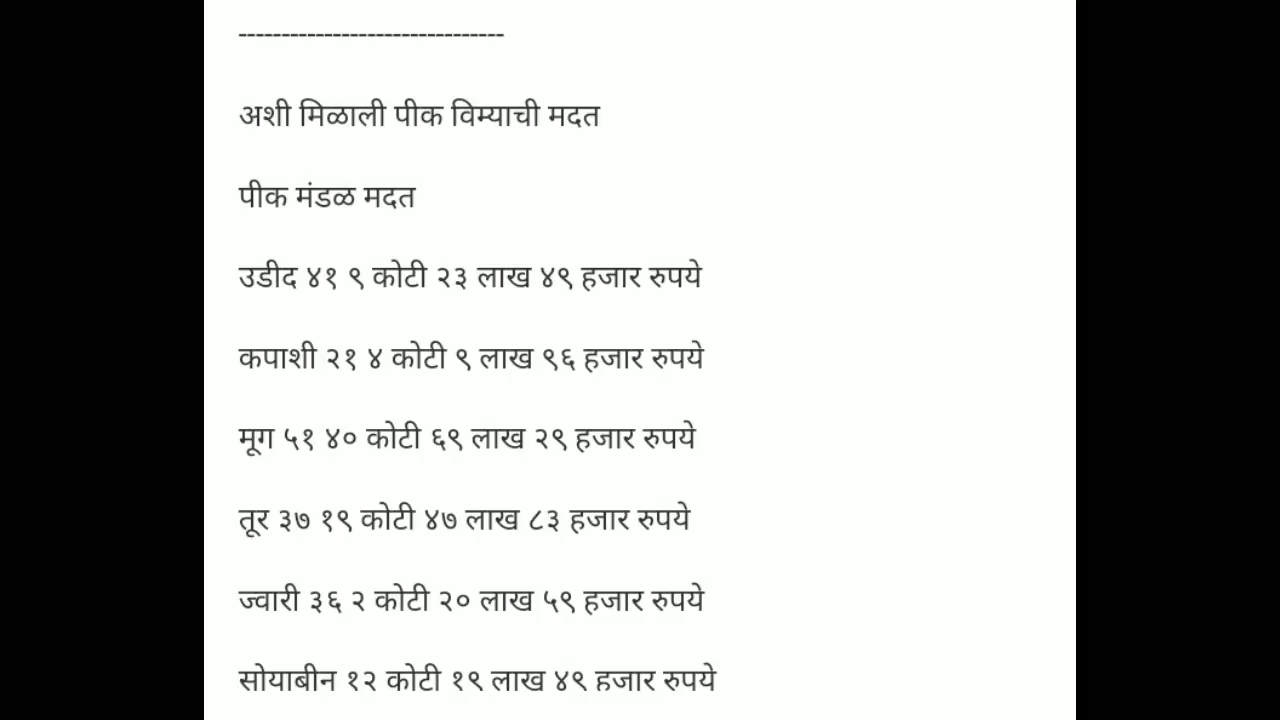 -------------------------------
अशी मिळाली पीक विम्याची मदत
पीक मंडळ मदत
उडीद ४१ ९ कोटी २३ लाख ४९ हजार रुपये
कपाशी २१ ४ कोटी ९ लाख ९६ हजार रुपये
मूग ५१ ४० कोटी ६९ लाख २९ हजार रुपये
तूर ३७ १९ कोटी ४७ लाख ८३ हजार रुपये
ज्वारी ३६ २ कोटी २० लाख ५९ हजार रुपये
सोयाबीन १२ कोटी १९ लाख ४९ हजार रुपये